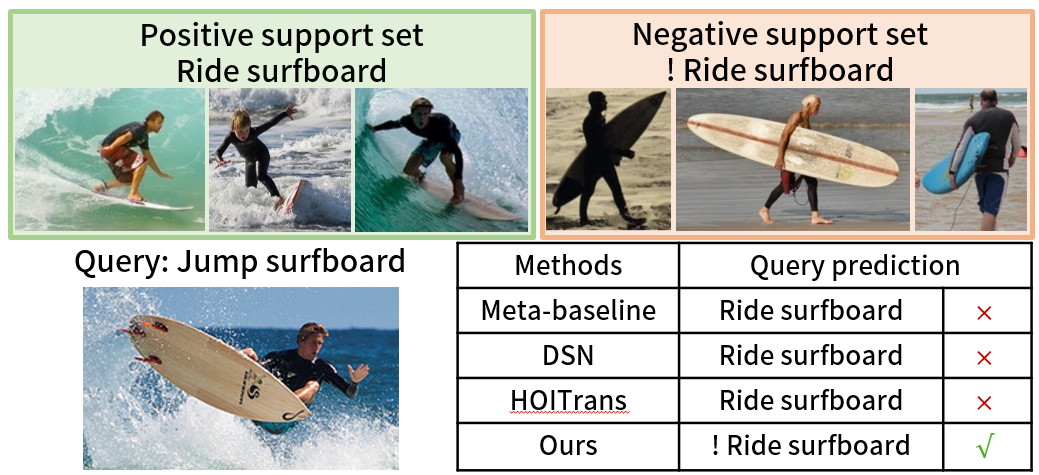 Positive support set
Ride surfboard
Negative support set
! Ride surfboard
Query: Jump surfboard
Methods Query prediction
Meta-baseline Ride surfboard ×
DSN Ride surfboard ×
HOITrans Ride surfboard ×
Ours ! Ride surfboard √